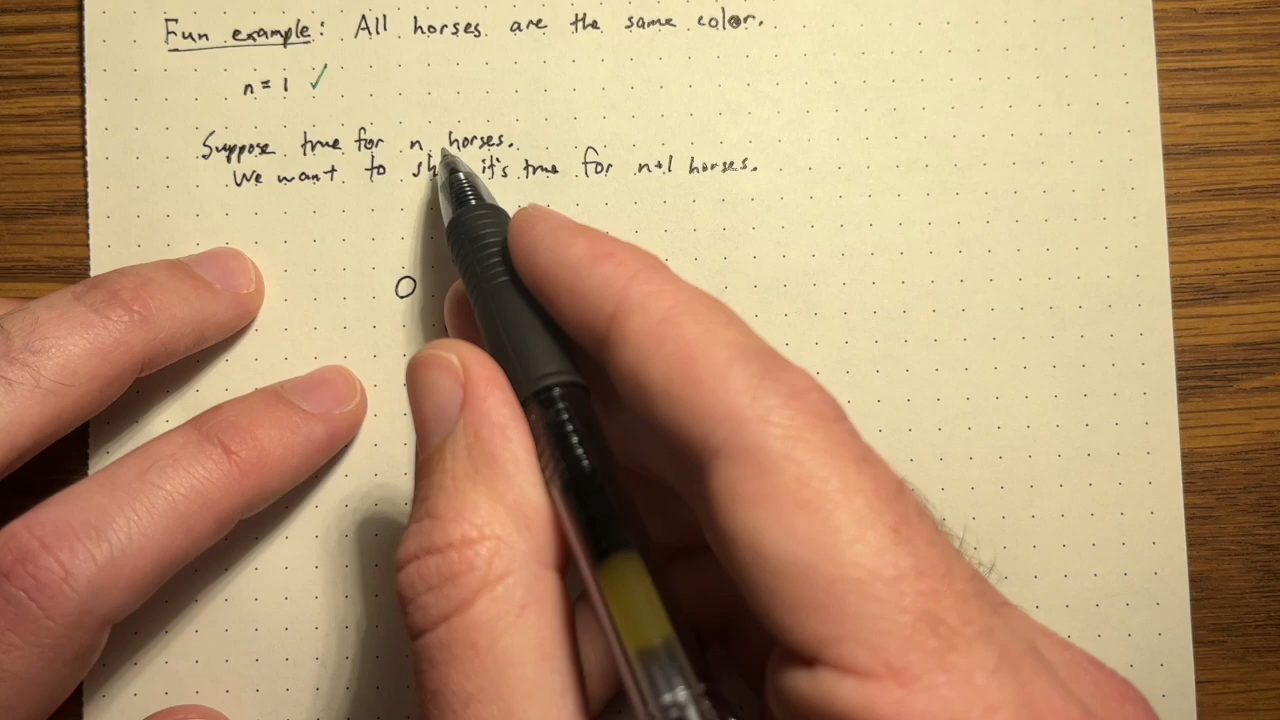 Fun example: All horses are the same color.
n = 1 ✓
Suppose true for n horses.
We want to it's true for n+1 horses.